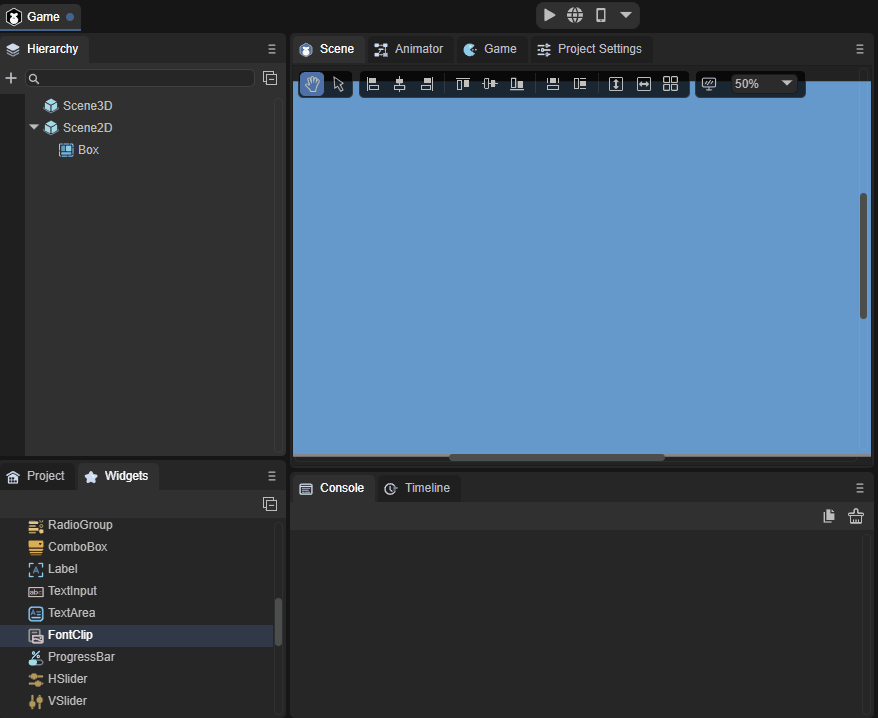 Game
Hierarchy
Scene
Animator
Game
Project Settings
50%
Scene3D
Scene2D
Box
Project
Widgets
Console
Timeline
RadioGroup
ComboBox
Label
abc
TextInput
TextArea
FontClip
ProgressBar
HSlider
VSlider